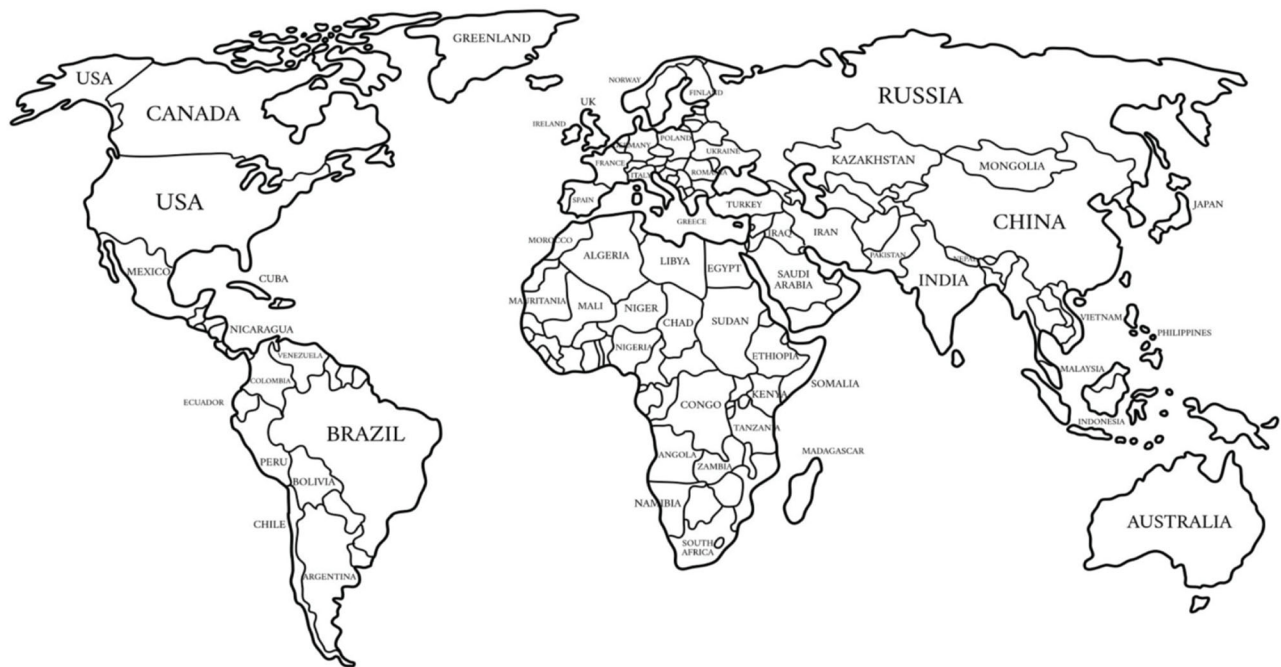 GREENLAND
USA
CANADA
USA
MEXICO
CUBA
NICARAGUA
VENEZUELA
COLOMBIA
ECUADOR
BRAZIL
PERU
BOLIVIA
CHILE
ARGENTINA
NORWAY
FINLAND
UK
IRELAND
POLAND
GERMANY
UKRAINE
FRANCE
ITALY
ROMANIA
SPAIN
GREECE
TURKEY
RUSSIA
KAZAKHSTAN
MONGOLIA
CHINA
JAPAN
IRAQ
IRAN
PAKISTAN
NEPAL
INDIA
SAUDI
ARABIA
MOROCCO
ALGERIA
LIBYA
EGYPT
MAURITANIA
MALI
NIGER
CHAD
SUDAN
NIGERIA
ETHIOPIA
SOMALIA
CONGO
KENYA
TANZANIA
ANGOLA
ZAMBIA
MADAGASCAR
NAMIBIA
SOUTH
AFRICA
VIETNAM
PHILIPPINES
MALAYSIA
INDONESIA
AUSTRALIA